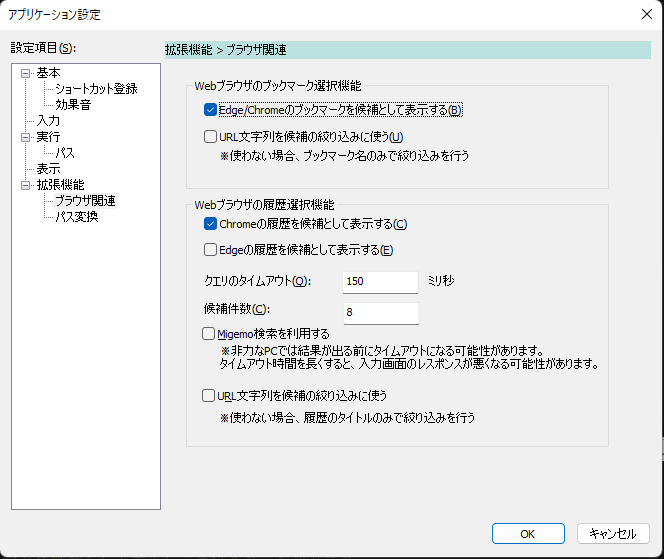 アプリケーション設定
設定項目(S):
基本
ショートカット登録
効果音
入力
実行
パス
表示
拡張機能
ブラウザ関連
パス変換
拡張機能 > ブラウザ関連
Webブラウザのブックマーク選択機能
Edge/Chromeのブックマークを候補として表示する(B)
URL文字列を候補の絞り込みに使う(U)
※使わない場合、ブックマーク名のみで絞り込みを行う
Webブラウザの履歴選択機能
Chromeの履歴を候補として表示する(C)
Edgeの履歴を候補として表示する(E)
クエリのタイムアウト(O): 150 ミリ秒
候補件数(C): 8
Migemo検索を利用する
※非力なPCでは結果が出る前にタイムアウトになる可能性があります。
タイムアウト時間を長くすると、入力画面のレスポンスが悪くなる可能性があります。
URL文字列を候補の絞り込みに使う
※使わない場合、履歴のタイトルのみで絞り込みを行う
OK
キャンセル